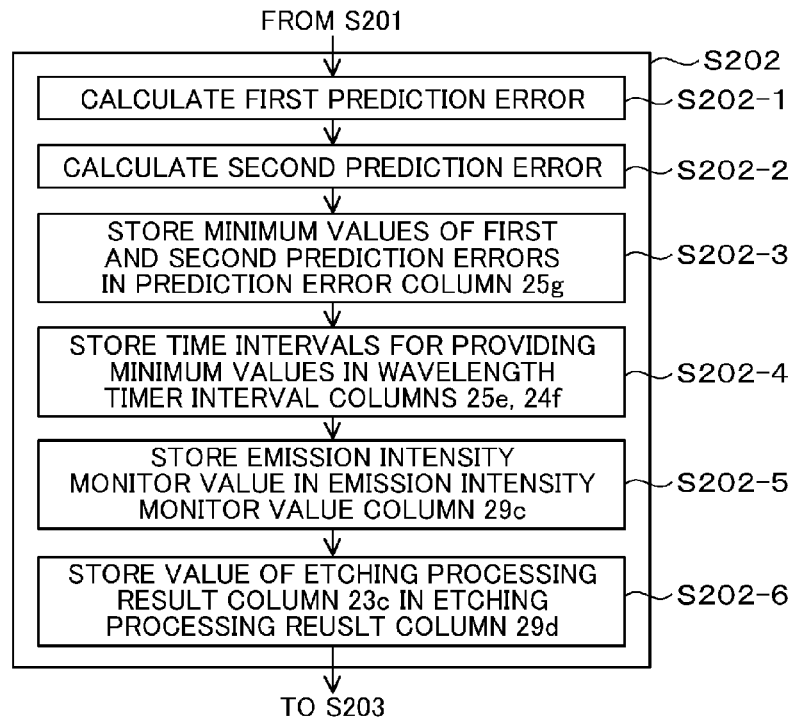 FROM S201
S202
CALCULATE FIRST PREDICTION ERROR
S202-1
CALCULATE SECOND PREDICTION ERROR
S202-2
STORE MINIMUM VALUES OF FIRST
AND SECOND PREDICTION ERRORS
IN PREDICTION ERROR COLUMN 25g
S202-3
STORE TIME INTERVALS FOR PROVIDING
MINIMUM VALUES IN WAVELENGTH
TIMER INTERVAL COLUMNS 25e, 24f
S202-4
STORE EMISSION INTENSITY
MONITOR VALUE IN EMISSION INTENSITY
MONITOR VALUE COLUMN 29c
S202-5
STORE VALUE OF ETCHING PROCESSING
RESULT COLUMN 23c IN ETCHING
PROCESSING REUSLT COLUMN 29d
S202-6
TO S203